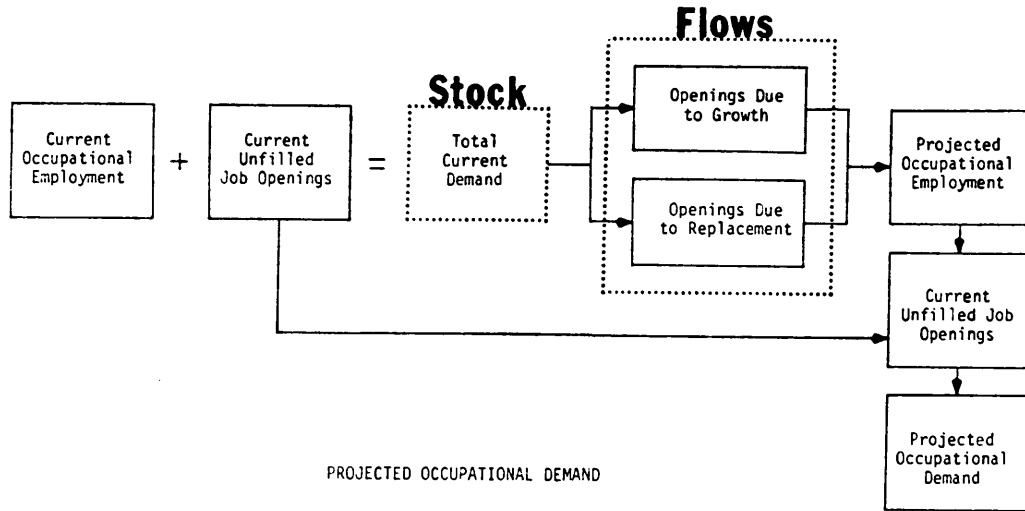 Flows
Stock
Current
Occupational
Employment
+
Current
Unfilled
Job Openings
=
Total
Current
Demand
Openings Due
to Growth
Openings Due
to Replacement
Projected
Occupational
Employment
Current
Unfilled Job
Openings
Projected
Occupational
Demand
PROJECTED OCCUPATIONAL DEMAND